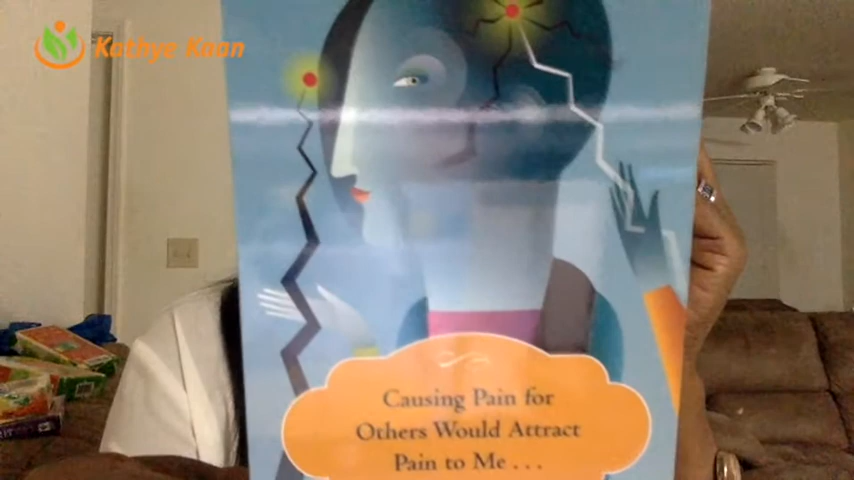 Kathye Kaan
Causing Pain for
Others Would Attract
Pain to Me . . .